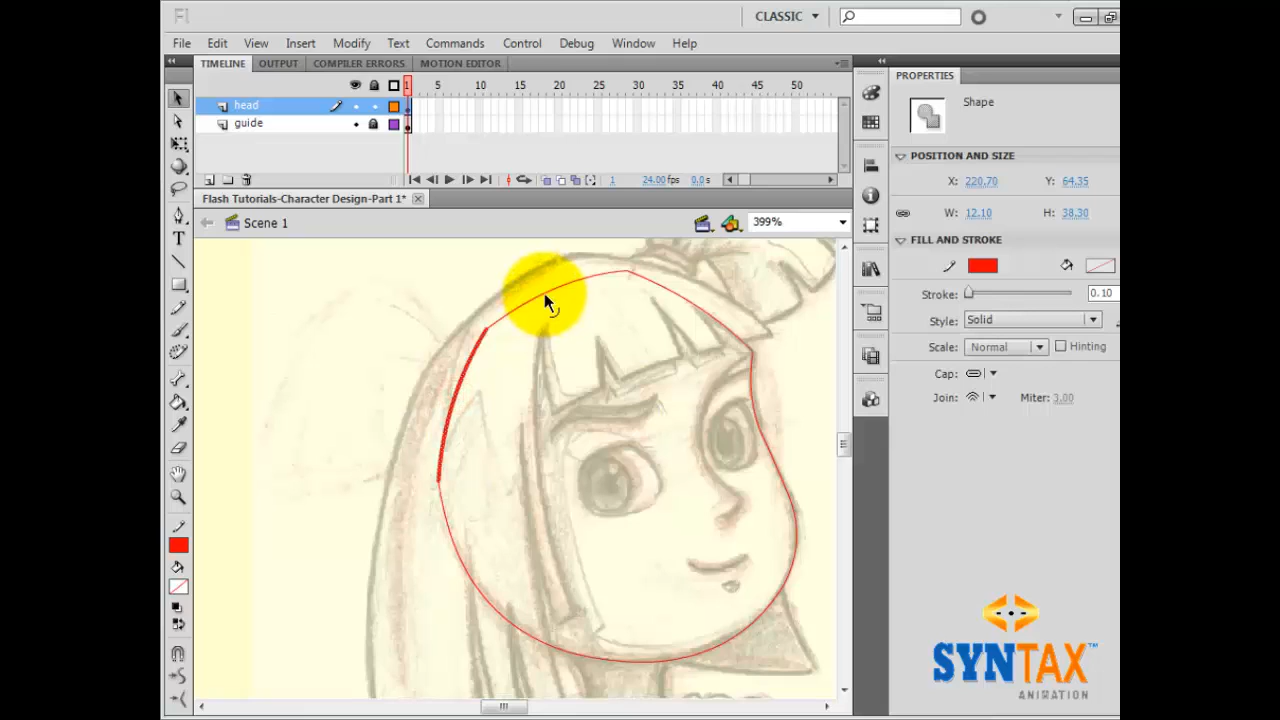 Fl
CLASSIC
File Edit View Insert Modify Text Commands Control Debug Window Help
TIMELINE OUTPUT COMPILER ERRORS MOTION EDITOR
PROPERTIES
1 5 10 15 20 25 30 35 40 45 50
head
guide
Shape
POSITION AND SIZE
X: 220.70 Y: 64.35
1 24.00 fps 0.0 s
Flash Tutorials-Character Design-Part 1*
W: 12.10 H: 38.30
Scene 1
399%
FILL AND STROKE
Stroke: 0.10
Style: Solid
Scale: Normal Hinting
Cap:
Join: Miter: 3.00
SYNTAX™
ANIMATION